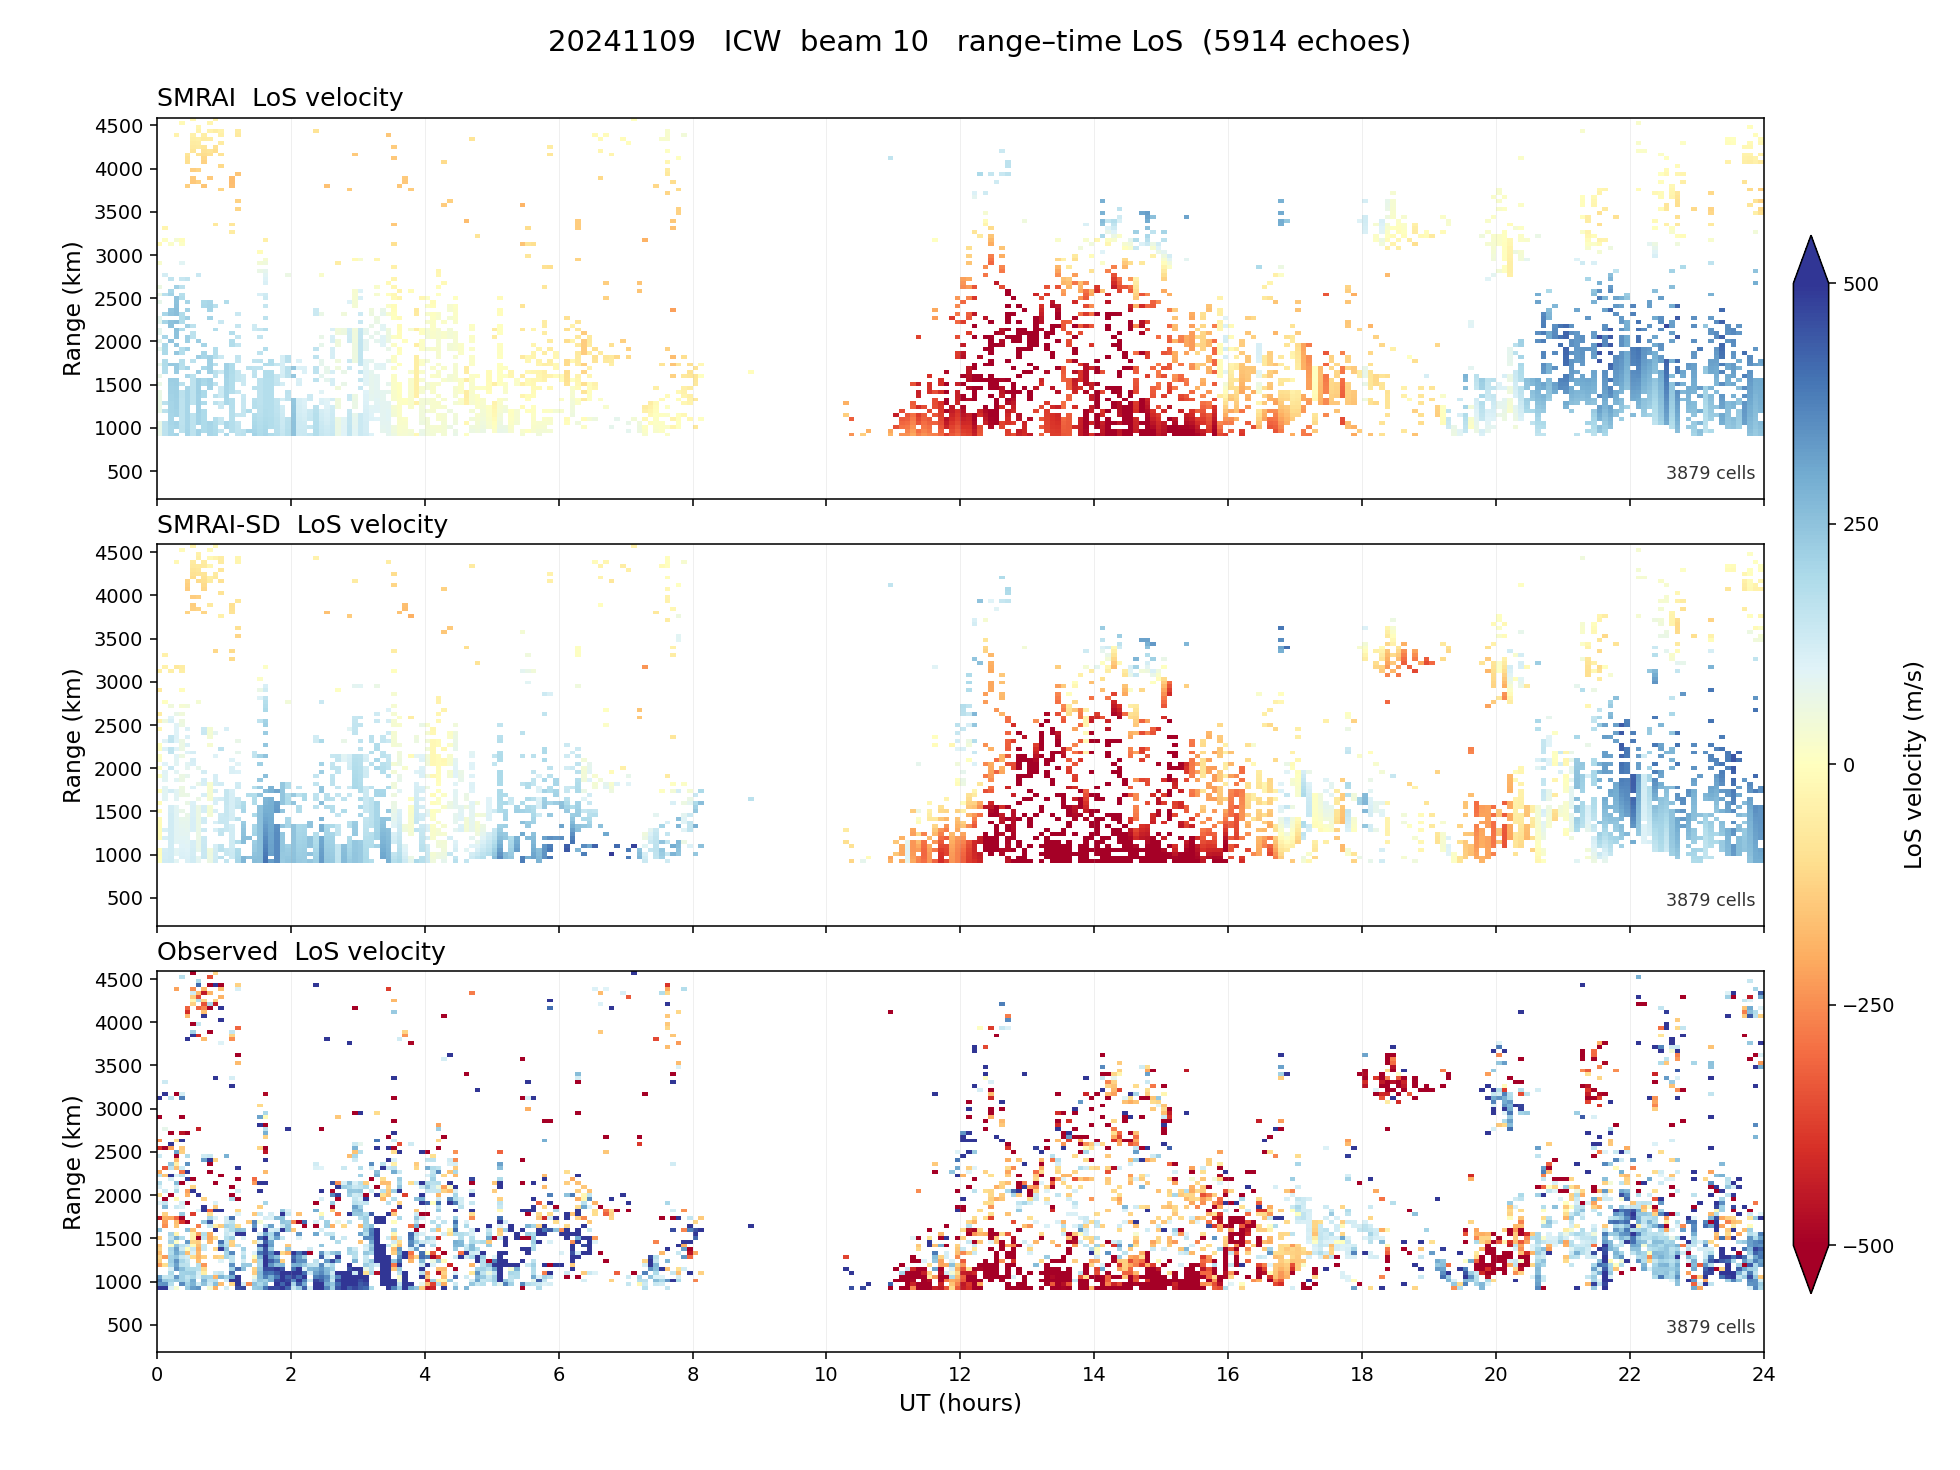 20241109   ICW  beam 10   range–time LoS  (5914 echoes)
SMRAI  LoS velocity
4500
4000
3500
3000
2500
2000
1500
1000
500
Range (km)
3879 cells
SMRAI-SD  LoS velocity
4500
4000
3500
3000
2500
2000
1500
1000
500
Range (km)
3879 cells
Observed  LoS velocity
4500
4000
3500
3000
2500
2000
1500
1000
500
Range (km)
3879 cells
0 2 4 6 8 10 12 14 16 18 20 22 24
UT (hours)
500
250
0
−250
−500
LoS velocity (m/s)